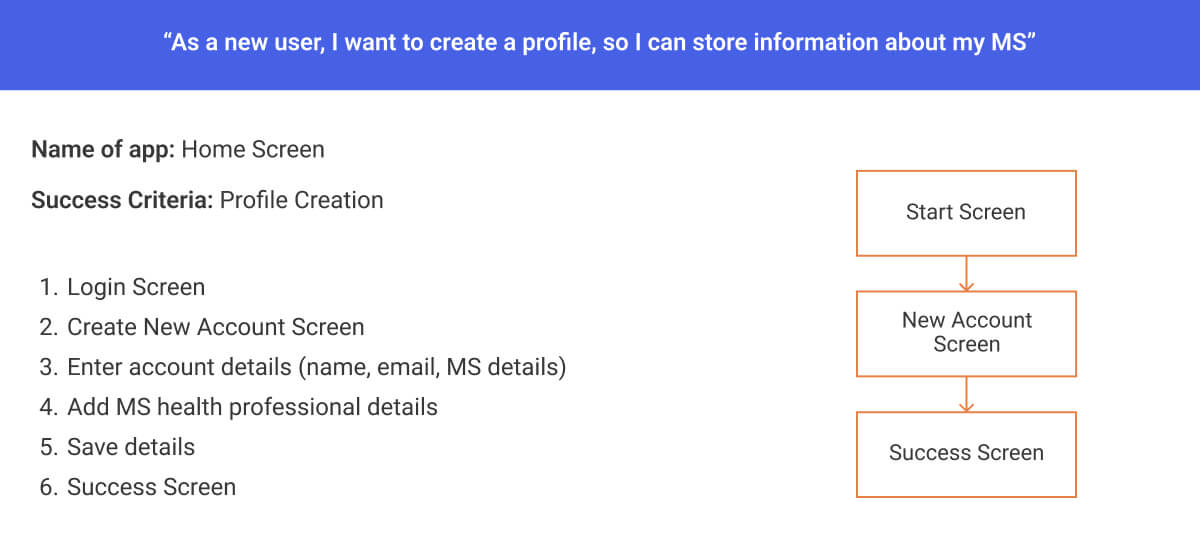 “As a new user, I want to create a profile, so I can store information about my MS”
Name of app: Home Screen
Success Criteria: Profile Creation
1. Login Screen
2. Create New Account Screen
3. Enter account details (name, email, MS details)
4. Add MS health professional details
5. Save details
6. Success Screen
Start Screen
New Account
Screen
Success Screen